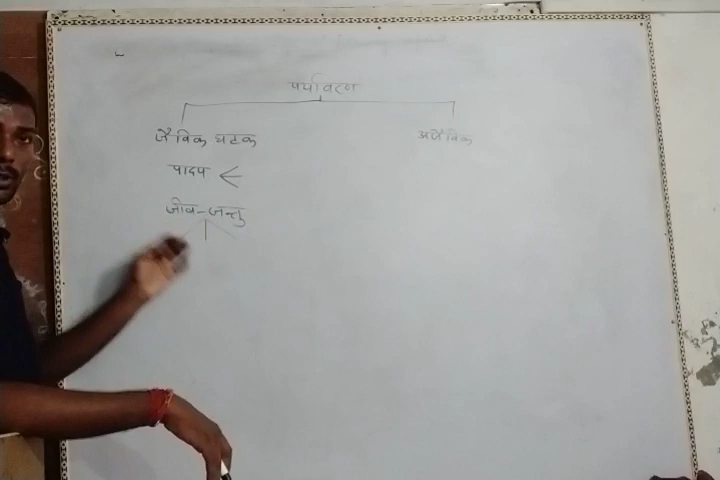 पर्यावरण
जैविक घटक
अजैविक
पादप
जीव-जन्तु